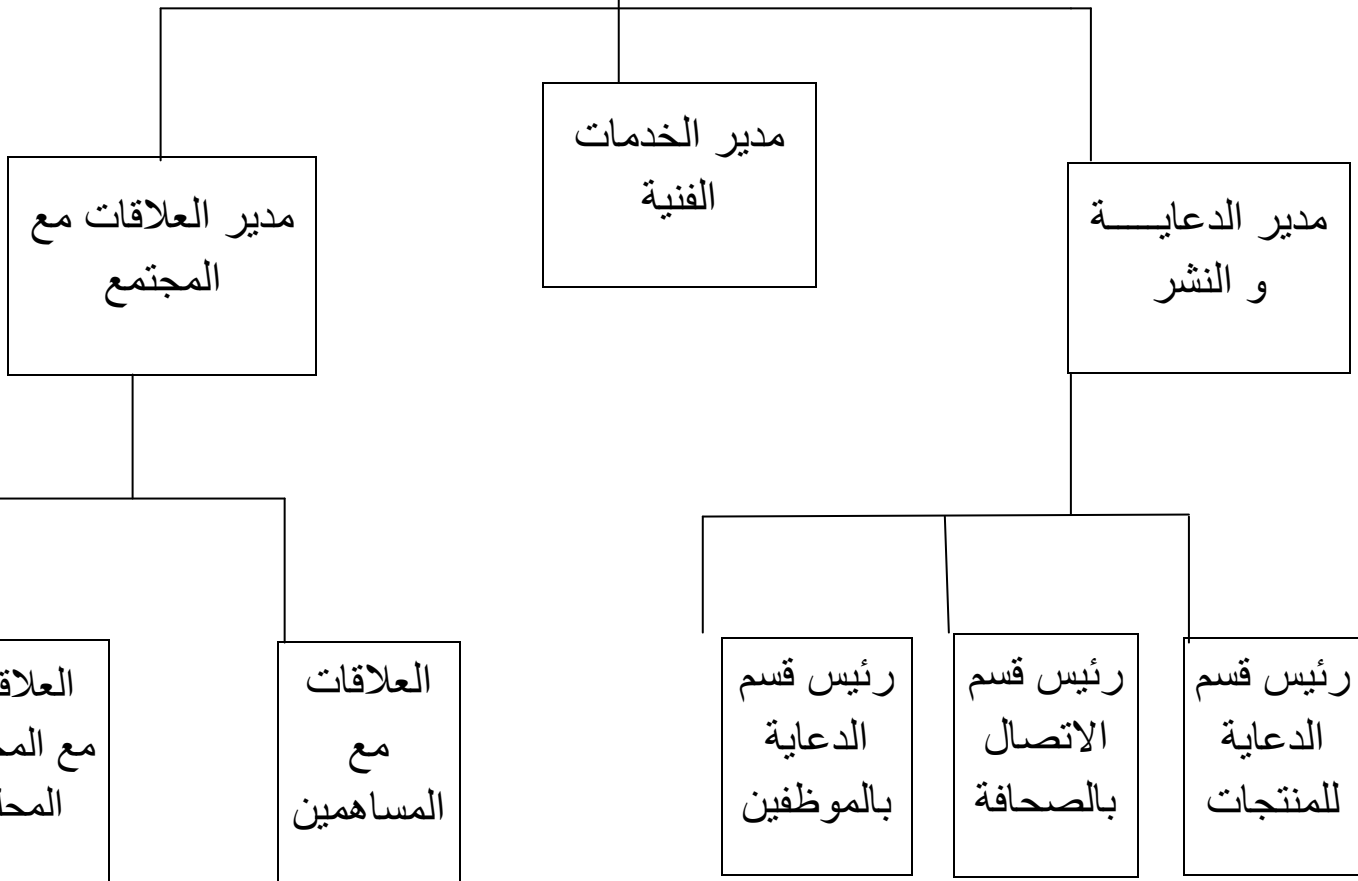 مدير الخدمات
الفنية
مدير الدعايـــــة
و النشر
مدير العلاقات مع
المجتمع
رئيس قسم
الدعاية
للمنتجات
رئيس قسم
الاتصال
بالصحافة
رئيس قسم
الدعاية
بالموظفين
العلاقات
مع
المساهمين
مع